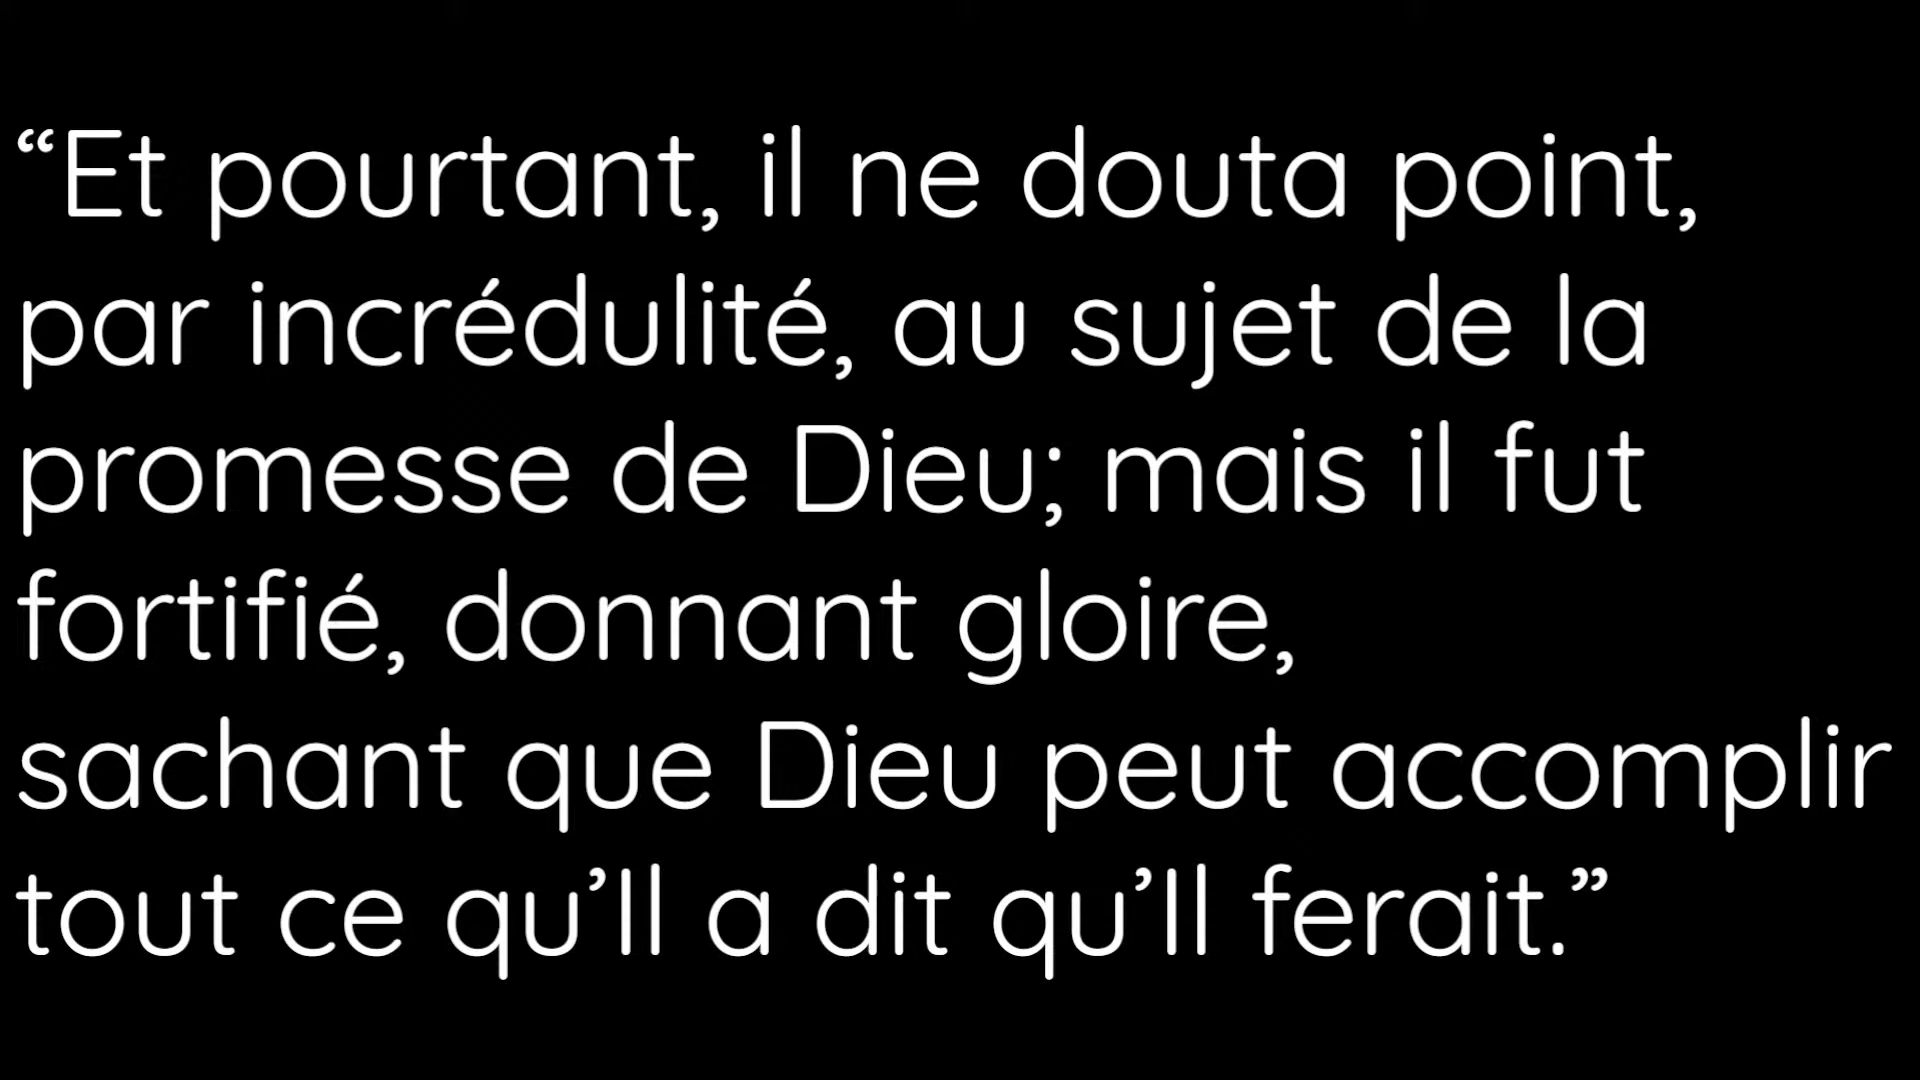 “Et pourtant, il ne douta point,
par incrédulité, au sujet de la
promesse de Dieu; mais il fut
fortifié, donnant gloire,
sachant que Dieu peut accomplir
tout ce qu’Il a dit qu’Il ferait.”